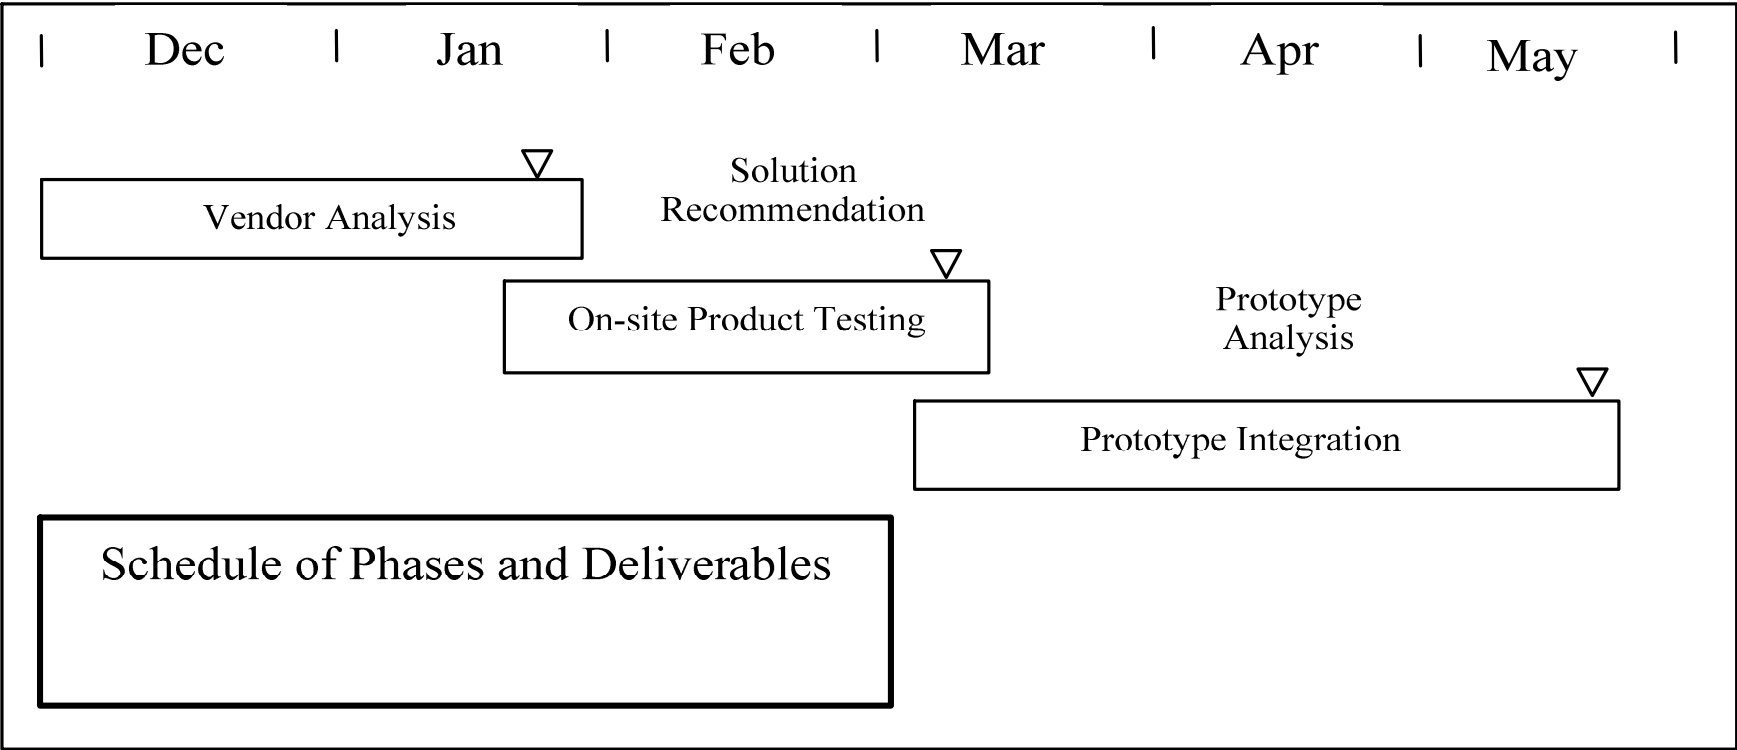 Dec Jan Feb Mar Apr May
Solution
Recommendation
Vendor Analysis
Prototype
Analysis
On-site Product Testing
Prototype Integration
Schedule of Phases and Deliverables